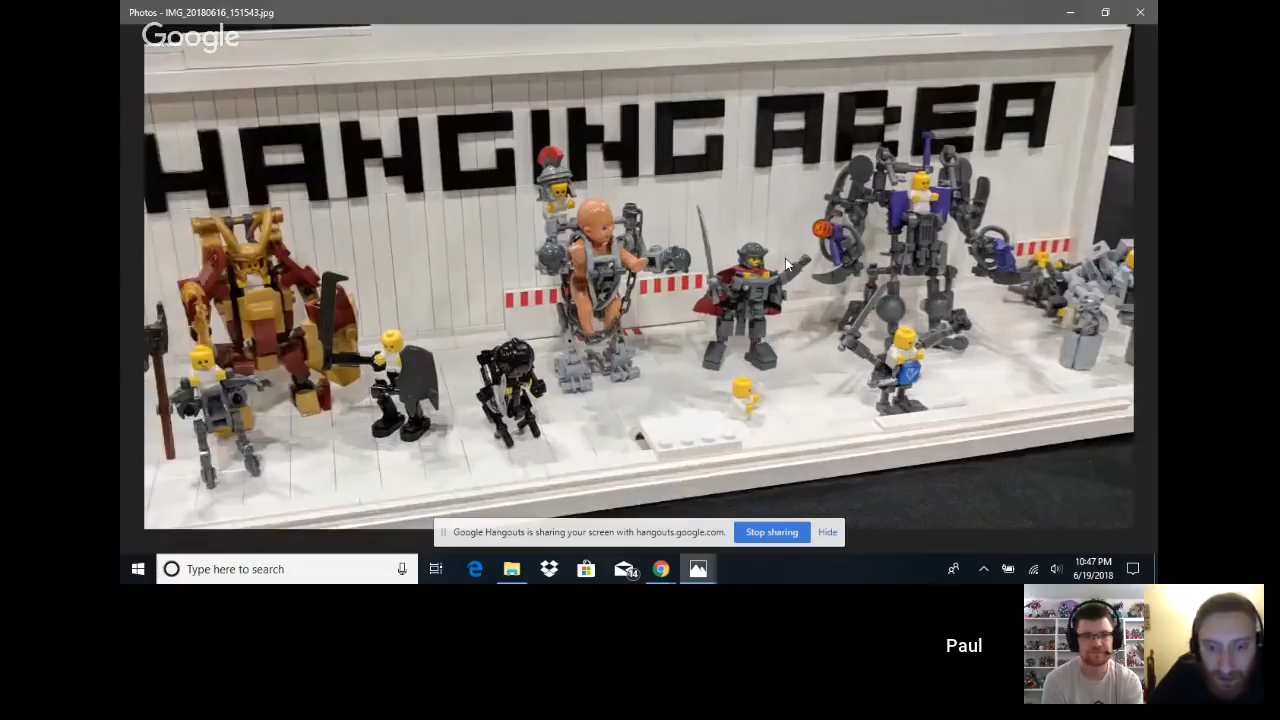 Photos - IMG_20180616_151543.jpg
Google
HANGING AREA
Google Hangouts is sharing your screen with hangouts.google.com.
Stop sharing
Hide
Type here to search
14
10:47 PM
6/19/2018
Paul